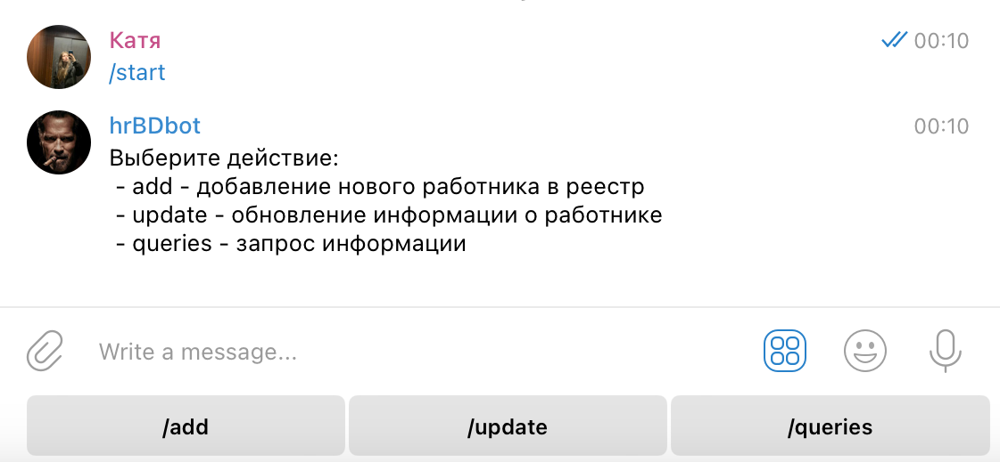 Катя
00:10
/start
hrBDbot
00:10
Выберите действие:
- add - добавление нового работника в реестр
- update - обновление информации о работнике
- queries - запрос информации
Write a message...
/add
/update
/queries